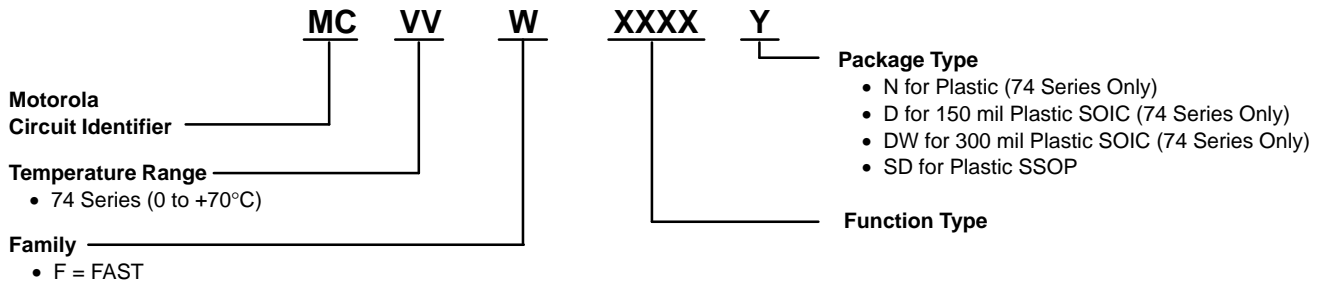 MC VV W XXXX Y
Motorola
Circuit Identifier
Temperature Range
• 74 Series (0 to +70°C)
Family
• F = FAST
Package Type
• N for Plastic (74 Series Only)
• D for 150 mil Plastic SOIC (74 Series Only)
• DW for 300 mil Plastic SOIC (74 Series Only)
• SD for Plastic SSOP
Function Type